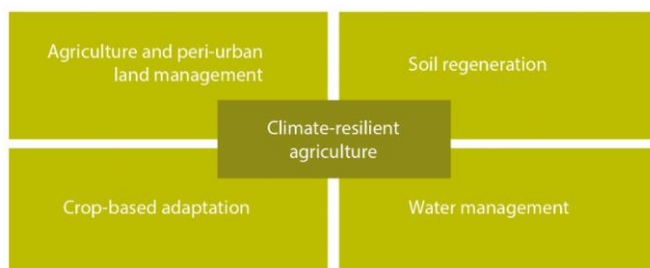 Agriculture and peri-urban
land management
Soil regeneration
Climate-resilient
agriculture
Crop-based adaptation
Water management